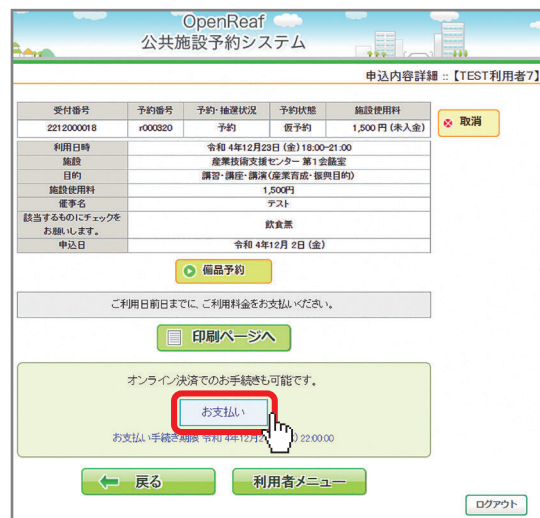 OpenReaf
公共施設予約システム
申込内容詳細 ::【TEST利用者7】
受付番号 予約番号 予約・抽選状況 予約状態 施設使用料
2212000018 r000320 予約 仮予約 1,500 円 (未入金)
取消
利用日時 令和 4年12月23日 (金) 18:00-21:00
施設 産業技術支援センター 第1会議室
目的 講習・講座・講演(産業育成・振興目的)
施設使用料 1,500円
催事名 テスト
該当するものにチェックを
お願いします。 飲食無
申込日 令和 4年12月 2日 (金)
備品予約
ご利用日前日までに、ご利用料金をお支払いください。
印刷ページへ
オンライン決済でのお手続きも可能です。
お支払い
お支払い手続き期限 令和 4年12月2 ) 22:00:00
戻る 利用者メニュー
ログアウト